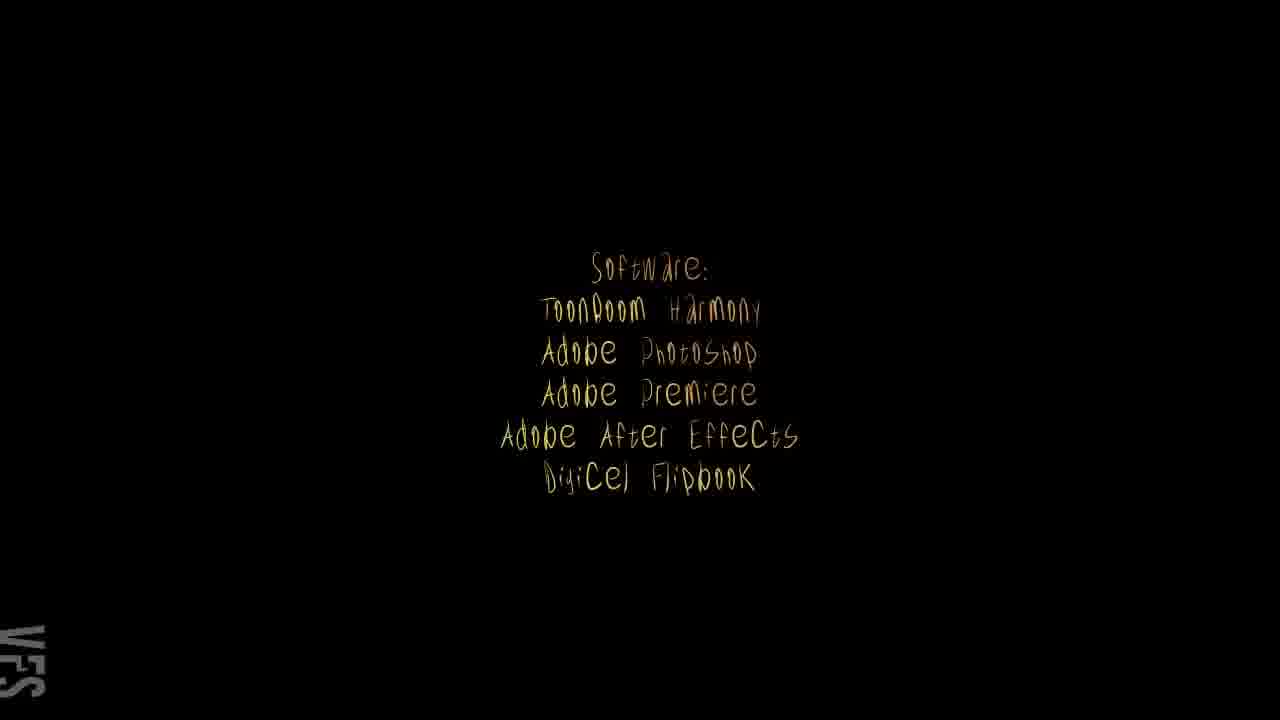 Software:
ToonBoom Harmony
Adobe Photoshop
Adobe Premiere
Adobe After Effects
DigiCel Flipbook
VFS